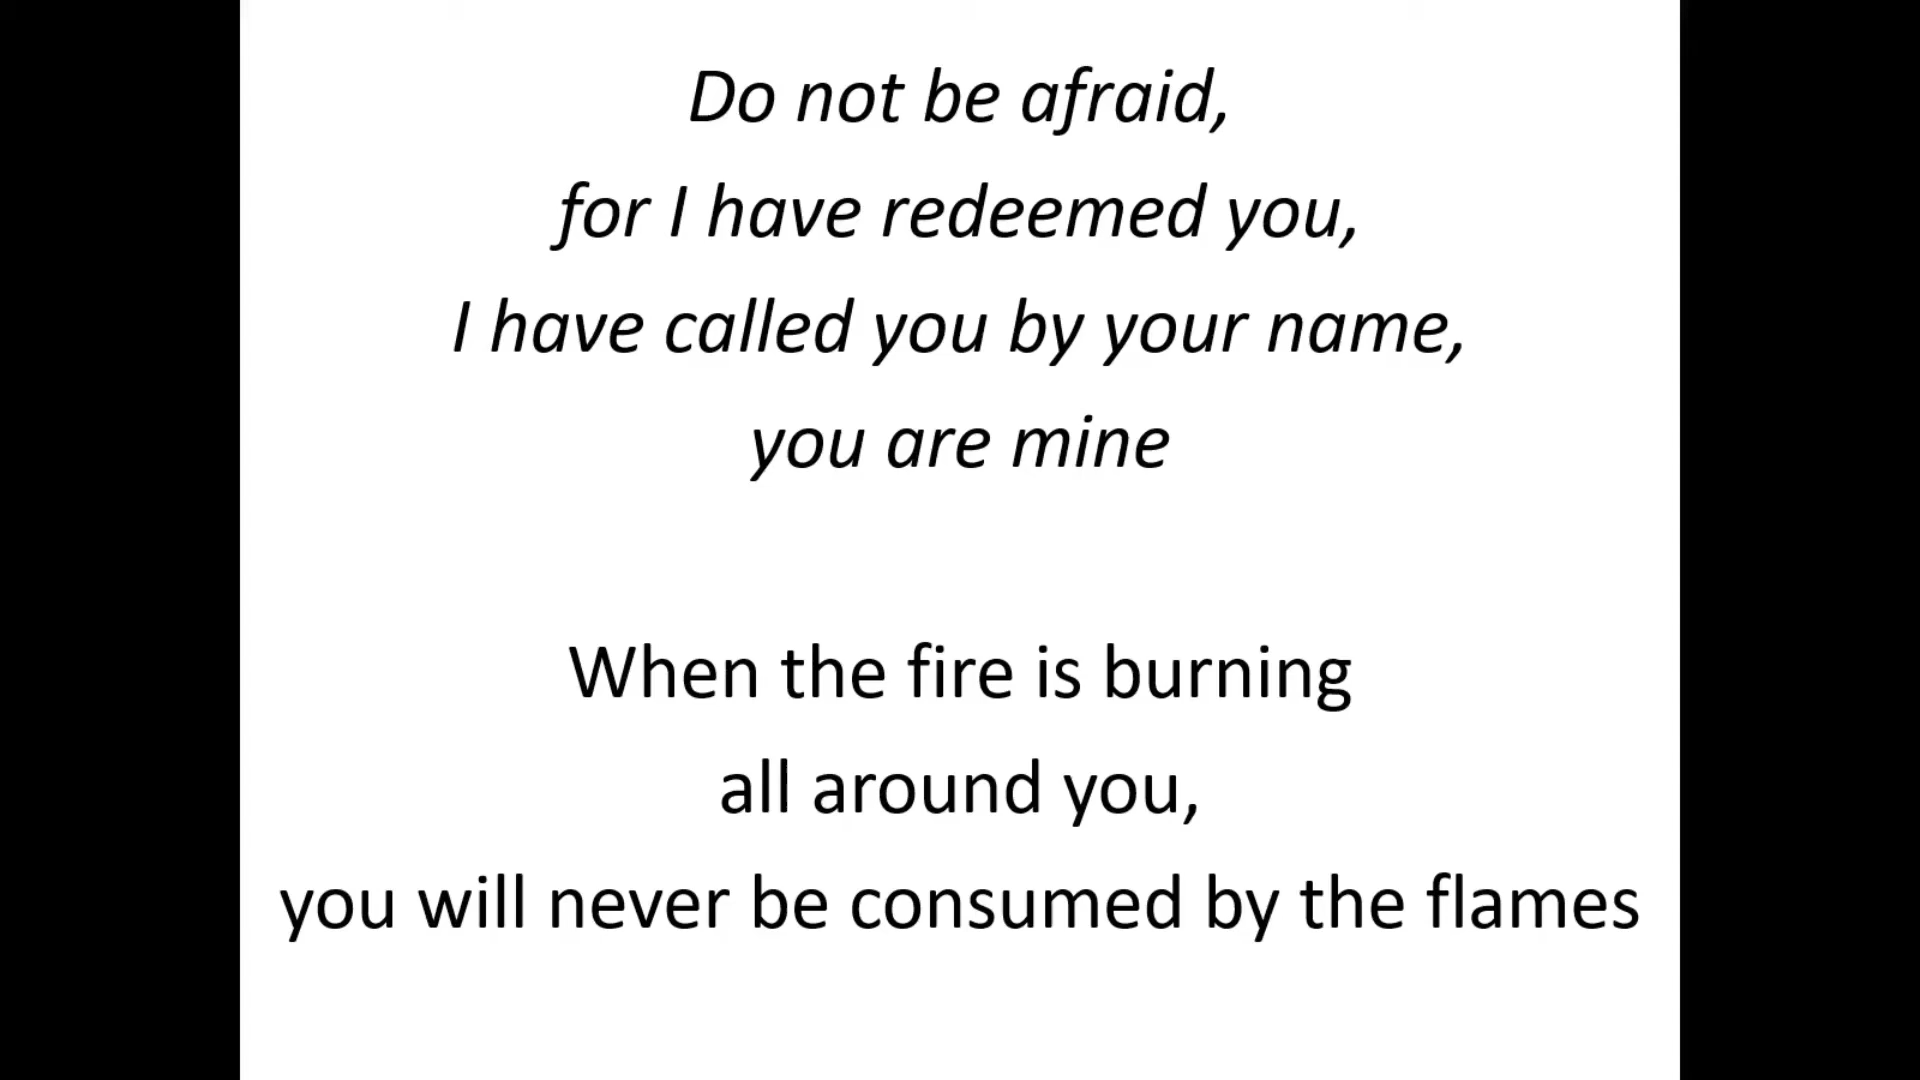 Do not be afraid,
for I have redeemed you,
I have called you by your name,
you are mine
When the fire is burning
all around you,
you will never be consumed by the flames